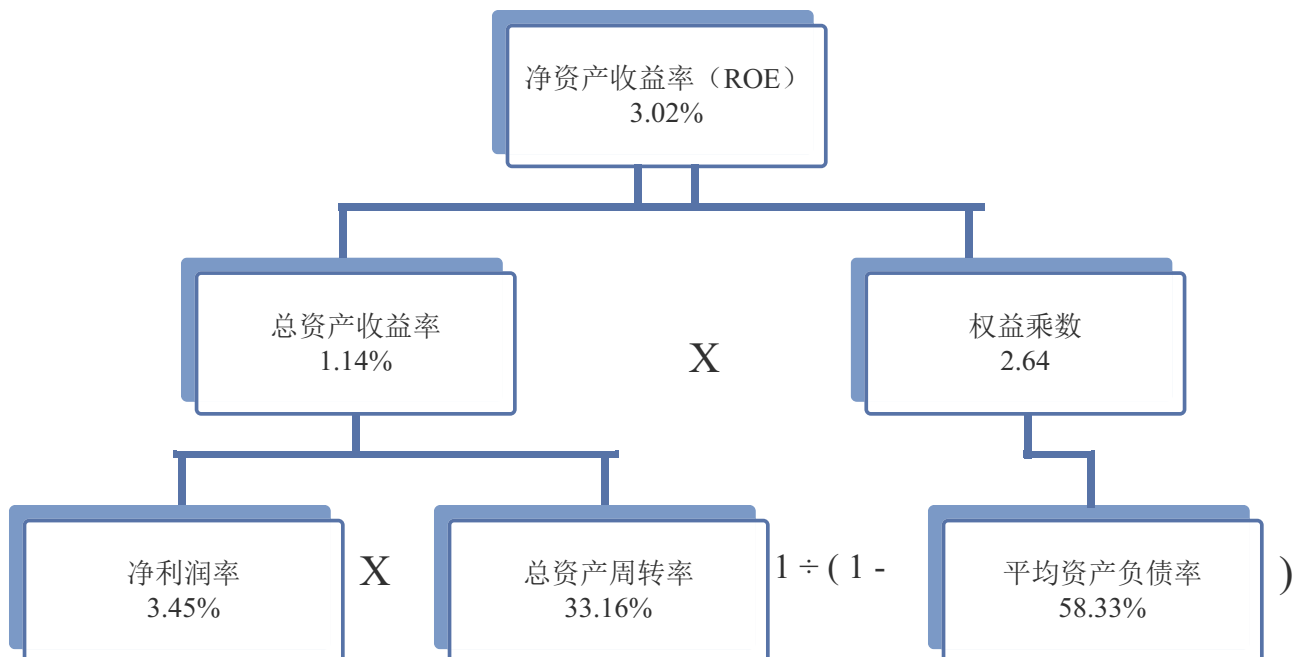 净资产收益率（ROE）
3.02%
总资产收益率
1.14%
X
权益乘数
2.64
净利润率
3.45%
X
总资产周转率
33.16%
1 ÷ ( 1 -
平均资产负债率
58.33%
)